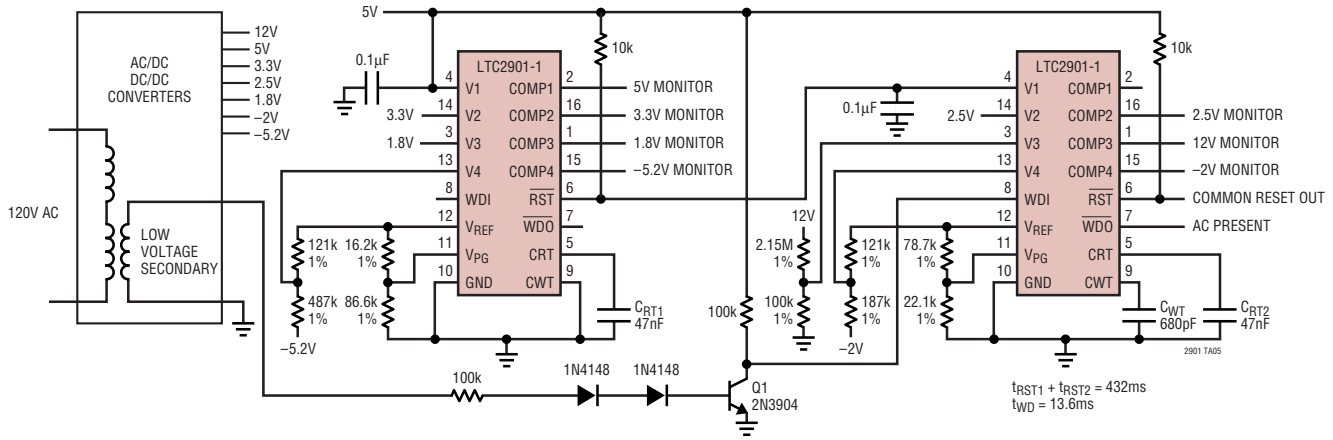 5V
AC/DC
DC/DC
CONVERTERS
12V
5V
3.3V
2.5V
1.8V
–2V
–5.2V
120V AC
LOW
VOLTAGE
SECONDARY
0.1µF
3.3V
1.8V
10k
LTC2901-1
4 V1 COMP1 2
14 V2 COMP2 16
3 V3 COMP3 1
13 V4 COMP4 15
8 WDI RST 6
12 VREF WDO 7
11 VPG CRT 5
10 GND CWT 9
5V MONITOR
3.3V MONITOR
1.8V MONITOR
–5.2V MONITOR
121k
1%
16.2k
1%
487k
1%
86.6k
1%
–5.2V
CRT1
47nF
100k
1N4148
1N4148
100k
Q1
2N3904
0.1µF
2.5V
10k
LTC2901-1
4 V1 COMP1 2
14 V2 COMP2 16
3 V3 COMP3 1
13 V4 COMP4 15
8 WDI RST 6
12 VREF WDO 7
11 VPG CRT 5
10 GND CWT 9
2.5V MONITOR
12V MONITOR
–2V MONITOR
COMMON RESET OUT
AC PRESENT
12V
2.15M
1%
121k
1%
78.7k
1%
100k
1%
187k
1%
22.1k
1%
–2V
CWT
680pF
CRT2
47nF
2901 TA05
tRST1 + tRST2 = 432ms
tWD = 13.6ms